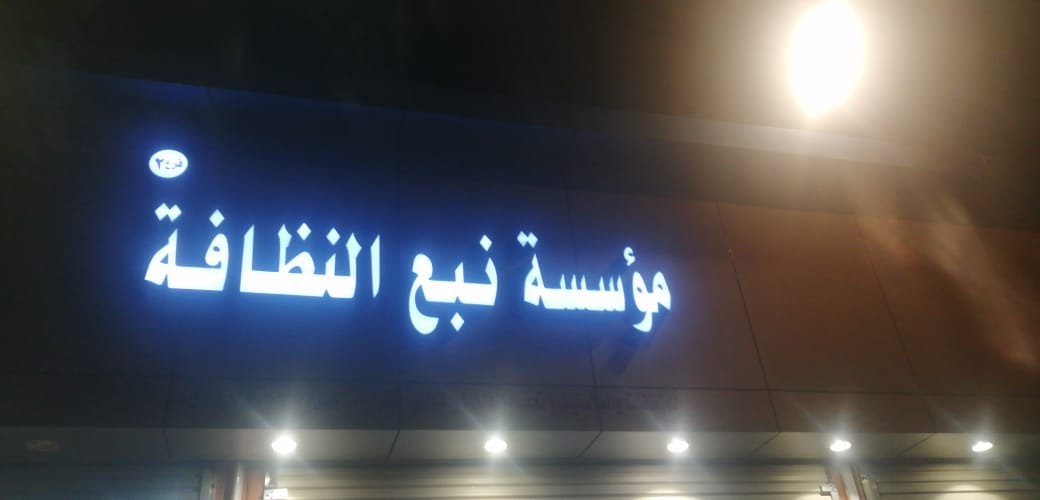 فرع ٢
مؤسسة نبع النظافة